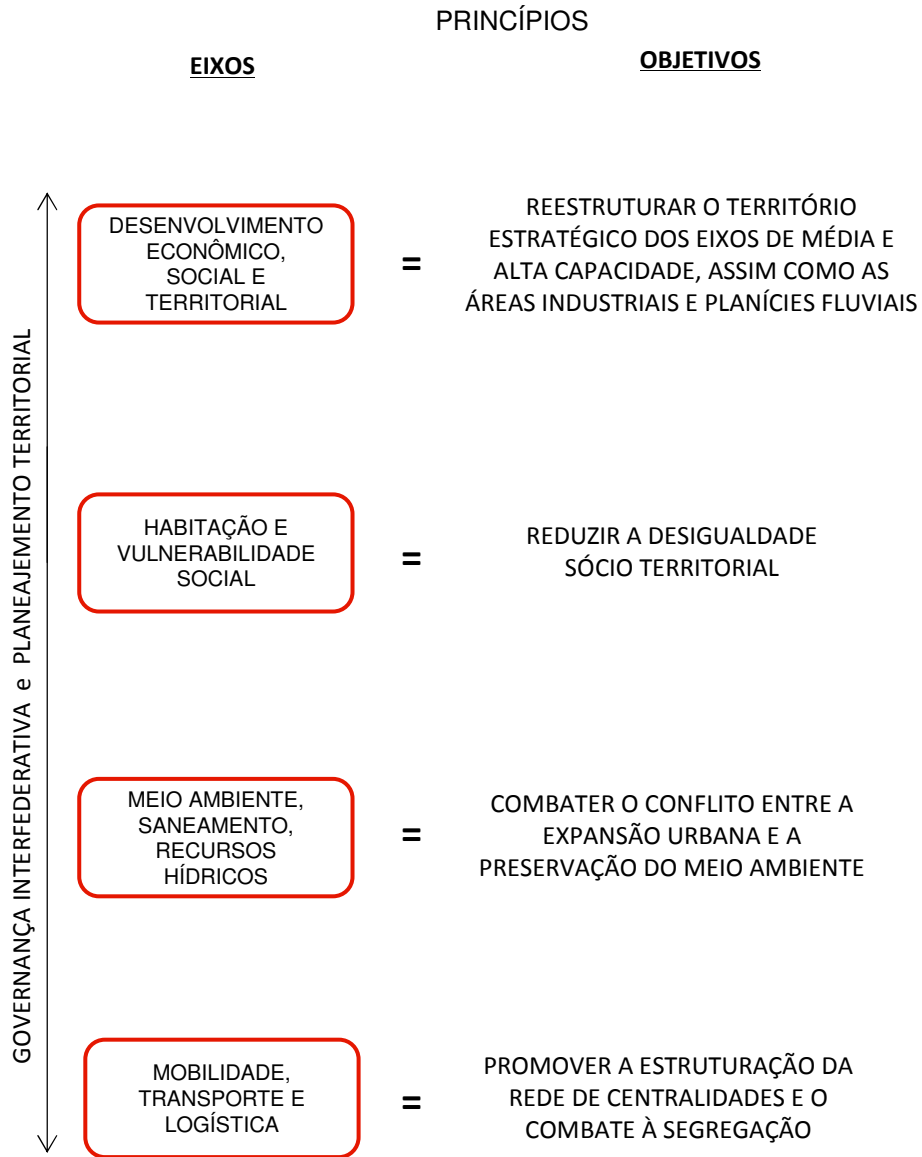 PRINCÍPIOS
EIXOS
OBJETIVOS
GOVERNANÇA INTERFEDERATIVA e PLANEAJEMENTO TERRITORIAL
DESENVOLVIMENTO
ECONÔMICO,
SOCIAL E
TERRITORIAL
=
REESTRUTURAR O TERRITÓRIO
ESTRATÉGICO DOS EIXOS DE MÉDIA E
ALTA CAPACIDADE, ASSIM COMO AS
ÁREAS INDUSTRIAIS E PLANÍCIES FLUVIAIS
HABITAÇÃO E
VULNERABILIDADE
SOCIAL
=
REDUZIR A DESIGUALDADE
SÓCIO TERRITORIAL
MEIO AMBIENTE,
SANEAMENTO,
RECURSOS
HÍDRICOS
=
COMBATER O CONFLITO ENTRE A
EXPANSÃO URBANA E A
PRESERVAÇÃO DO MEIO AMBIENTE
MOBILIDADE,
TRANSPORTE E
LOGÍSTICA
=
PROMOVER A ESTRUTURAÇÃO DA
REDE DE CENTRALIDADES E O
COMBATE À SEGREGAÇÃO